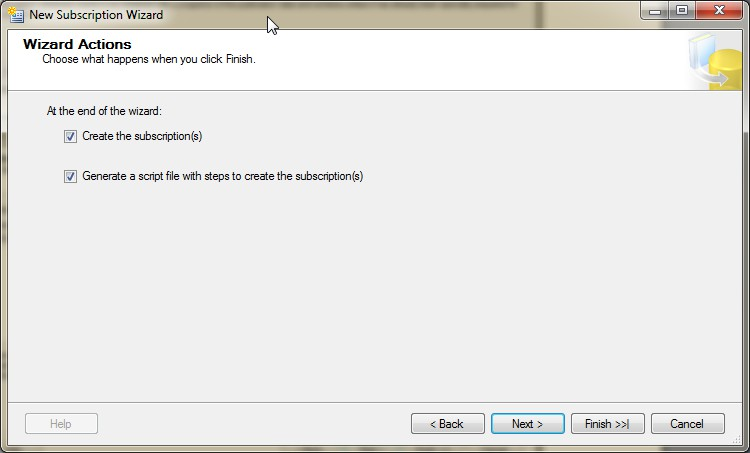 New Subscription Wizard
Wizard Actions
Choose what happens when you click Finish.
At the end of the wizard:
Create the subscription(s)
Generate a script file with steps to create the subscription(s)
Help
< Back
Next >
Finish >>|
Cancel